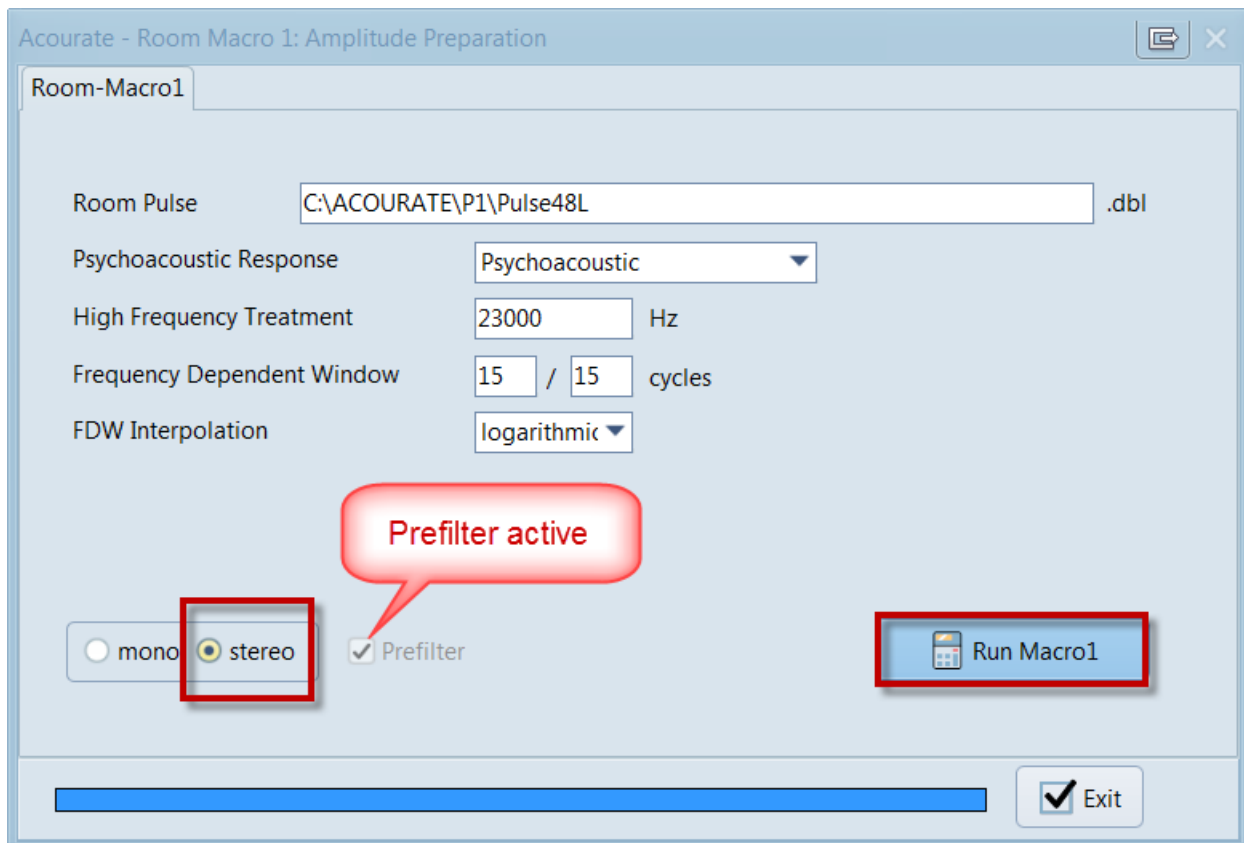 Acourate - Room Macro 1: Amplitude Preparation
Room-Macro1
Room Pulse C:\ACOURATE\P1\Pulse48L .dbl
Psychoacoustic Response Psychoacoustic
High Frequency Treatment 23000 Hz
Frequency Dependent Window 15 / 15 cycles
FDW Interpolation logarithmic
Prefilter active
mono stereo Prefilter Run Macro1
Exit